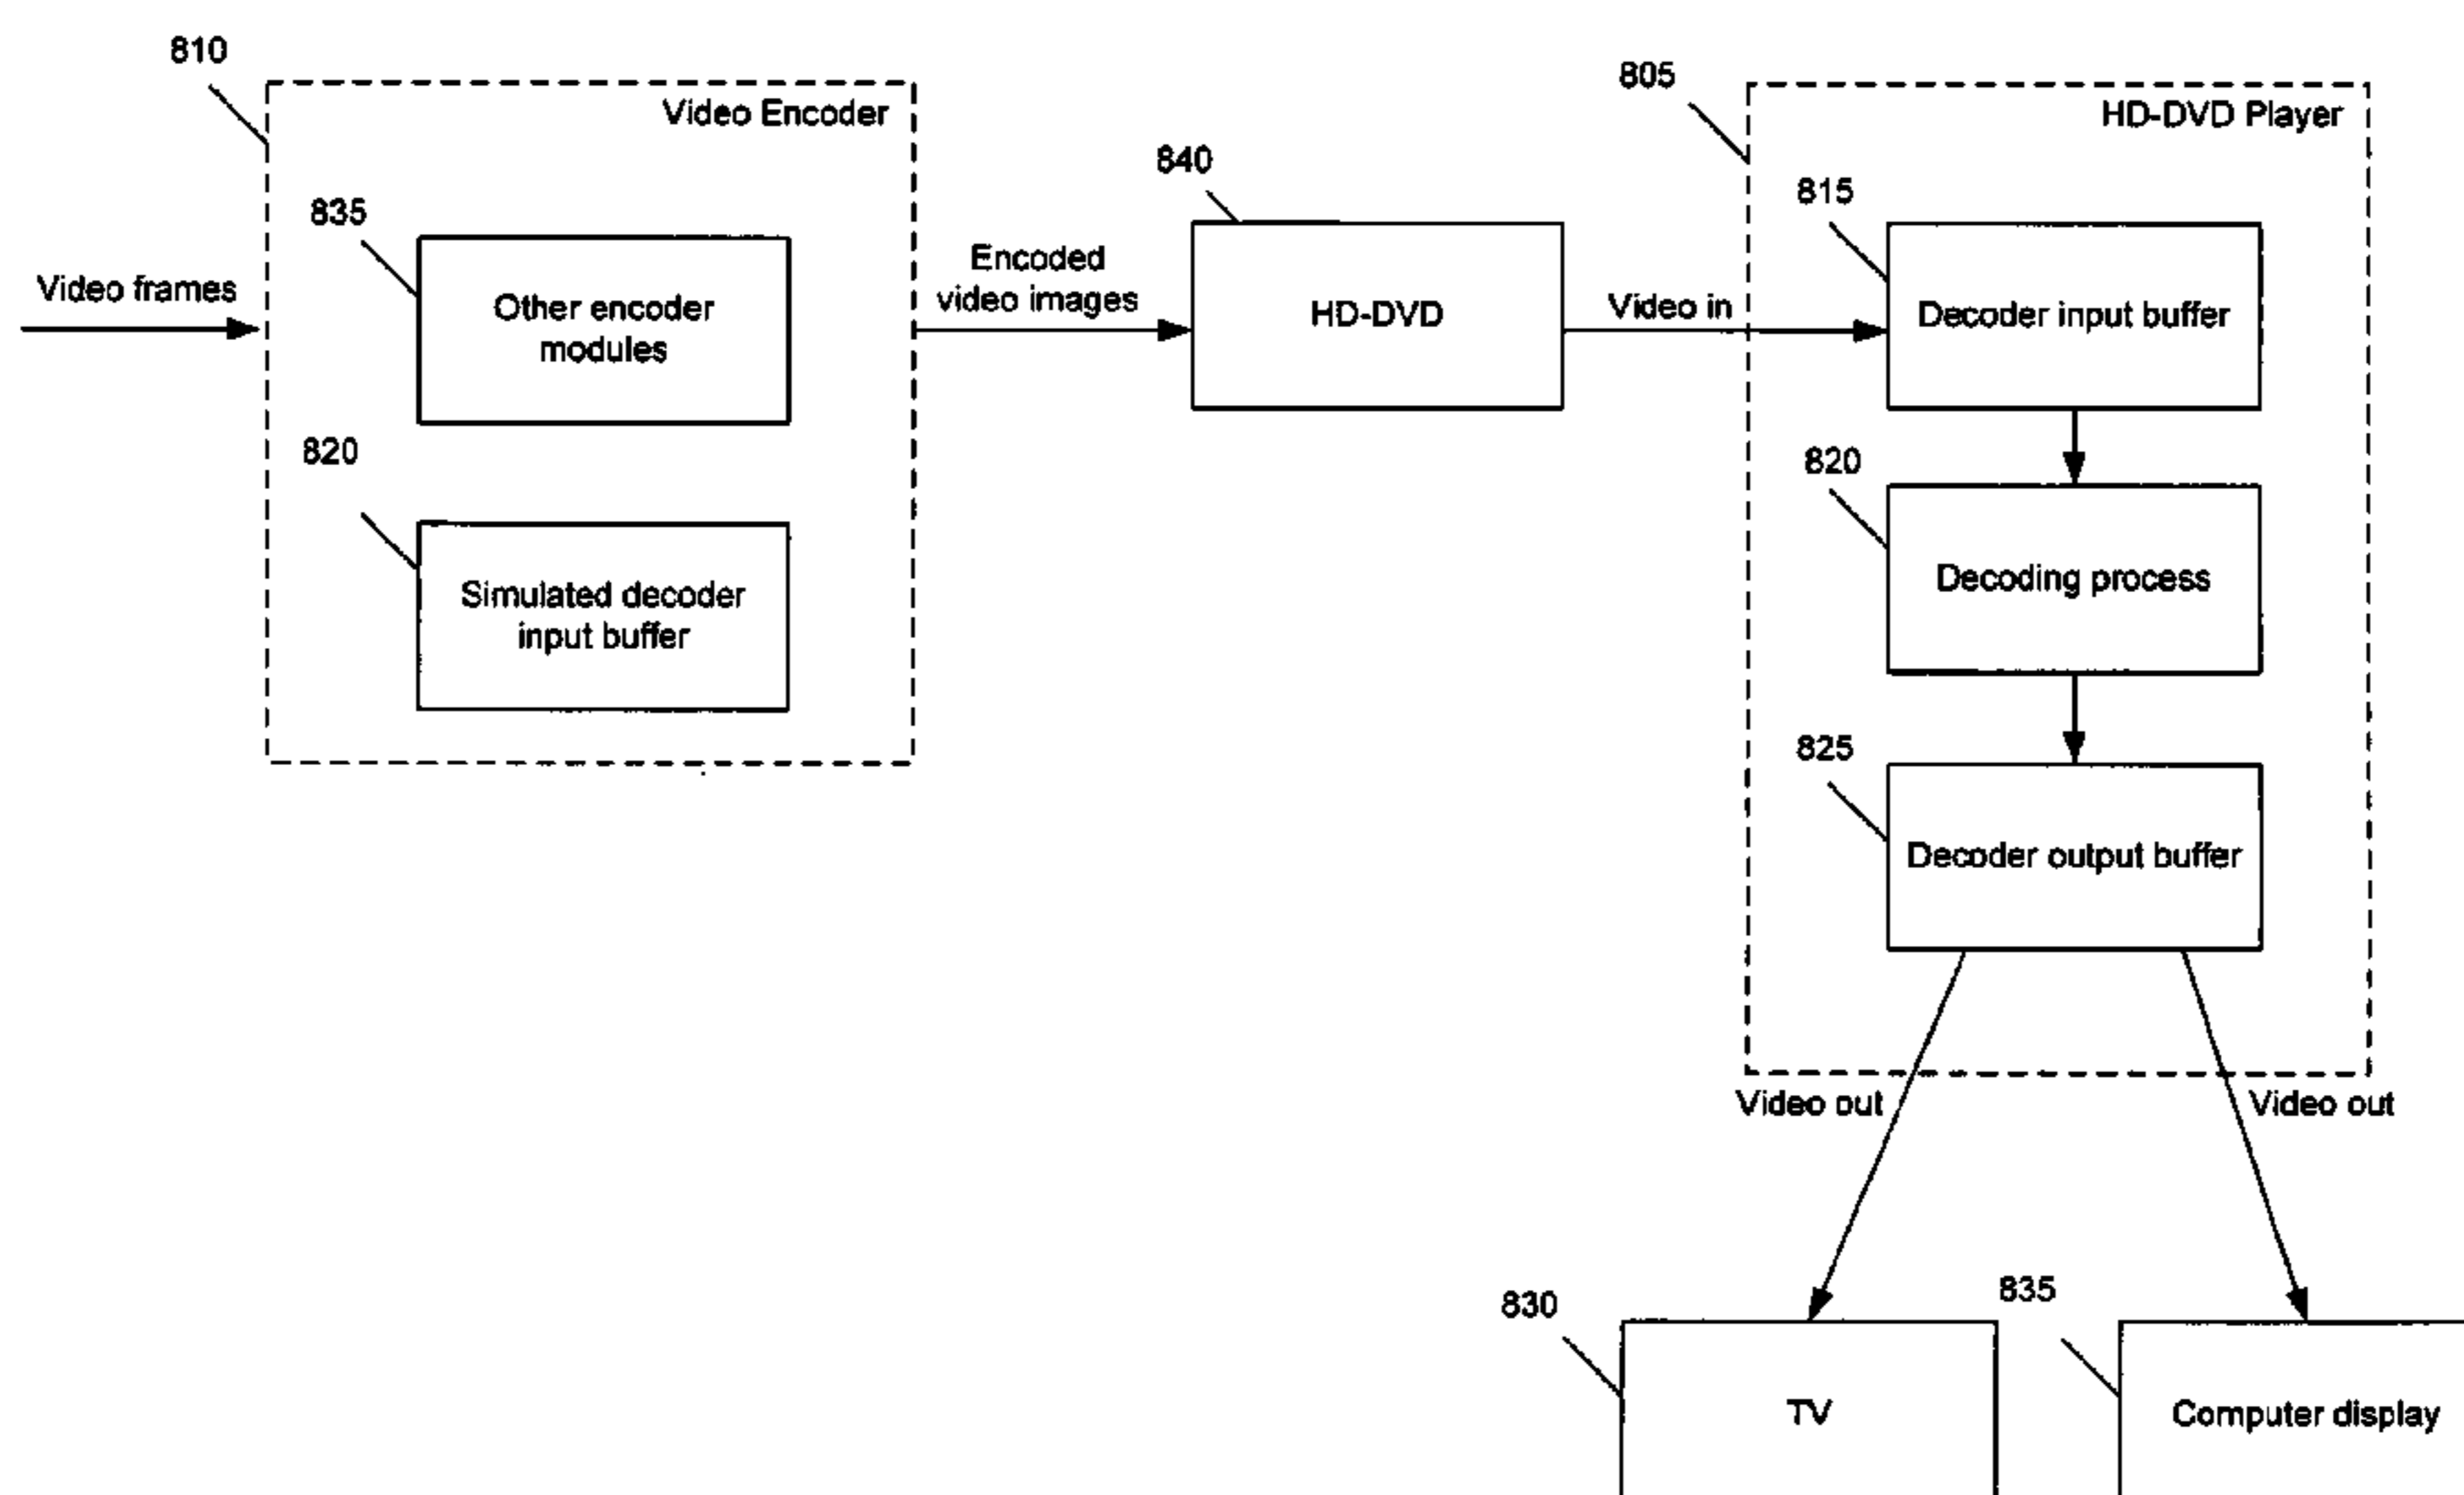 810
Video Encoder
835
Video frames
Other encoder
modules
820
Simulated decoder
input buffer
Encoded
video images
840
HD-DVD
Video in
805
HD-DVD Player
815
Decoder input buffer
820
Decoding process
825
Decoder output buffer
Video out
Video out
830
TV
835
Computer display